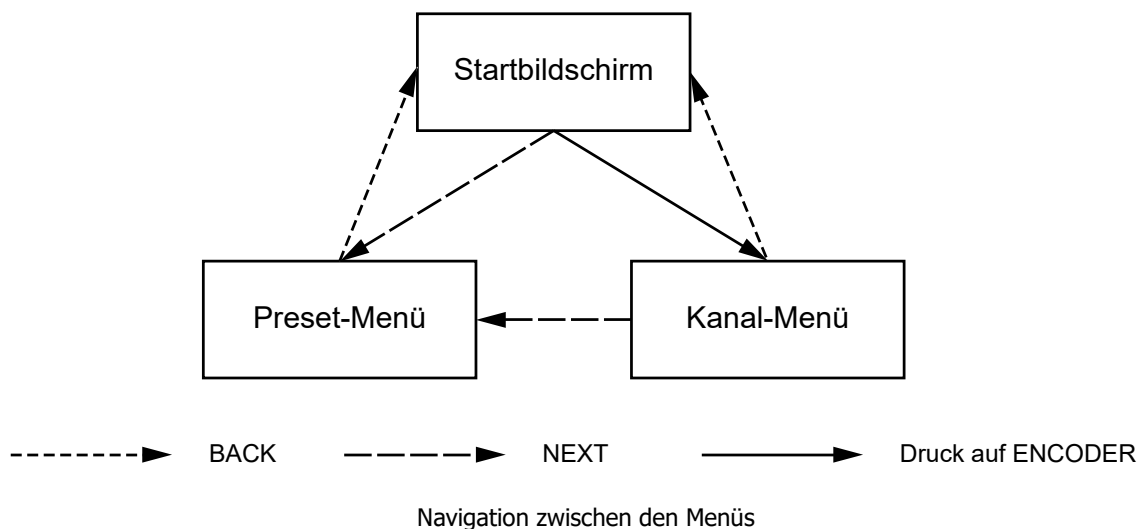 Startbildschirm
Preset-Menü
Kanal-Menü
BACK
NEXT
Druck auf ENCODER
Navigation zwischen den Menüs